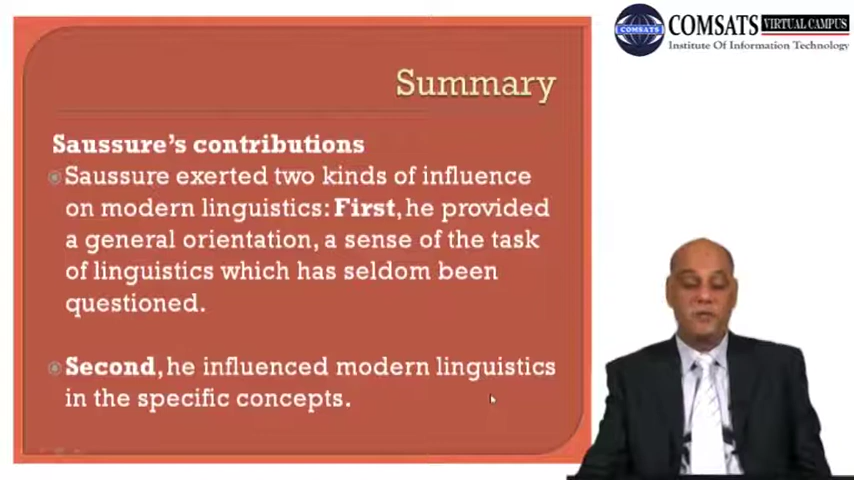 COMSATS
COMSATS VIRTUAL CAMPUS
Institute Of Information Technology
Summary
Saussure's contributions
Saussure exerted two kinds of influence
on modern linguistics: First, he provided
a general orientation, a sense of the task
of linguistics which has seldom been
questioned.
Second, he influenced modern linguistics
in the specific concepts.